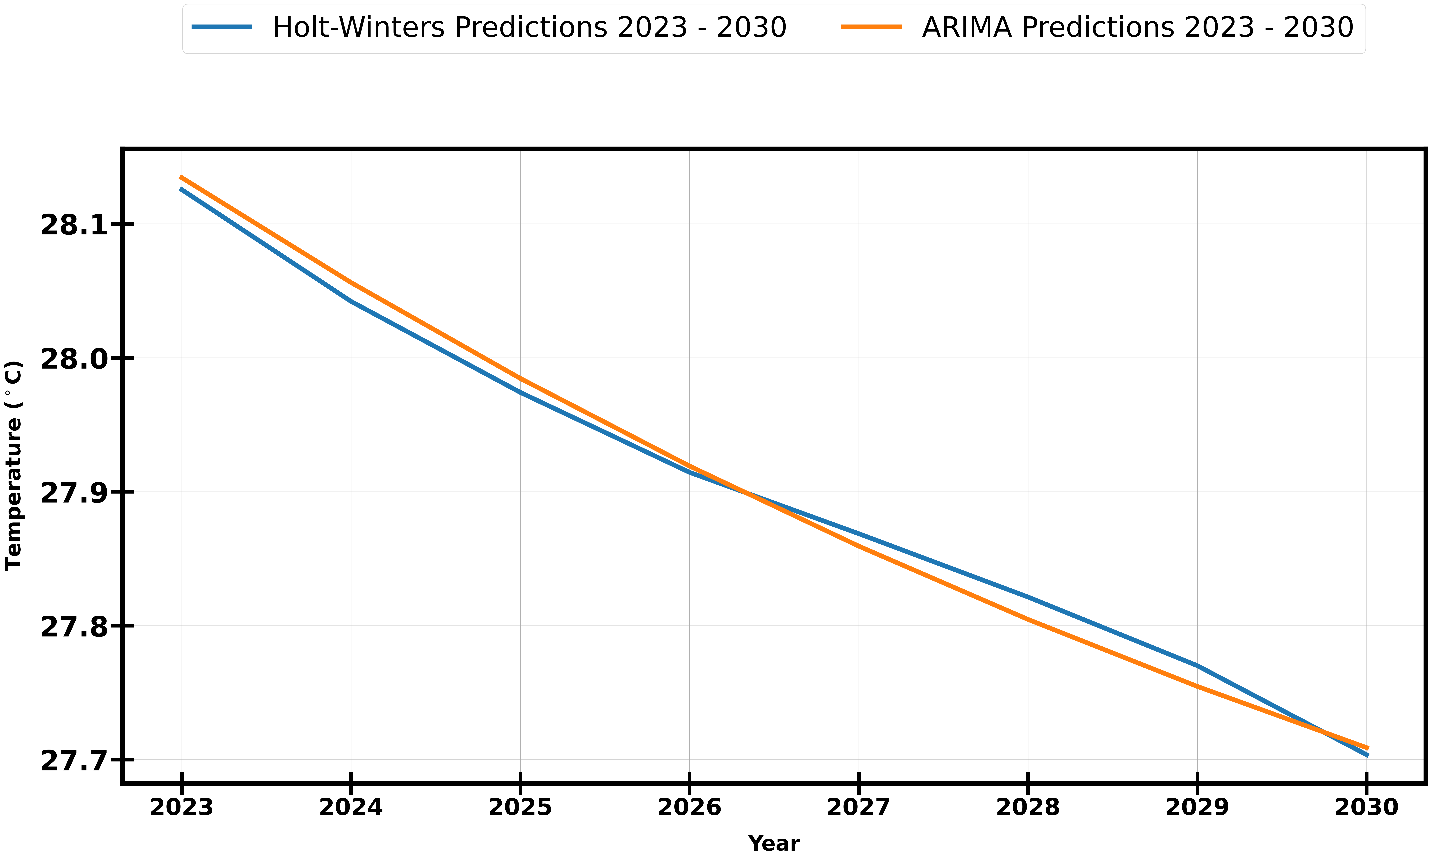 Holt-Winters Predictions 2023 - 2030
ARIMA Predictions 2023 - 2030
28.1
28.0
27.9
27.8
27.7
Temperature (°C)
2023 2024 2025 2026 2027 2028 2029 2030
Year